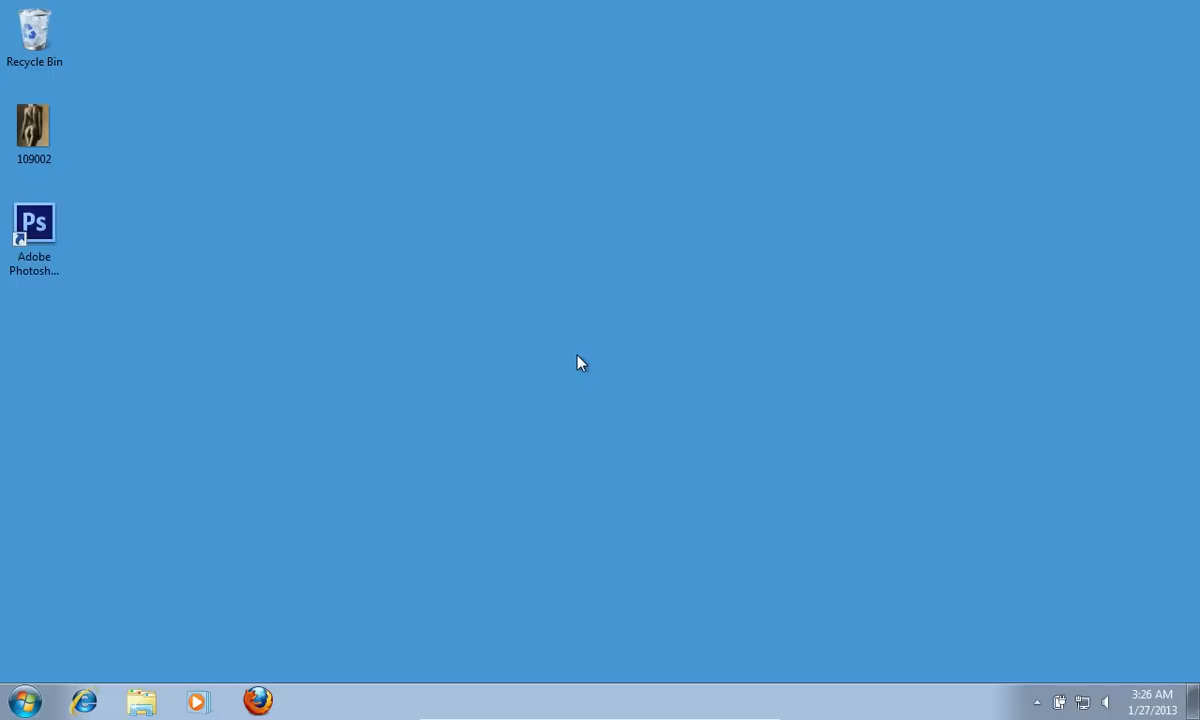 Recycle Bin
109002
Ps
Adobe
Photosh...
3:26 AM
1/27/2013